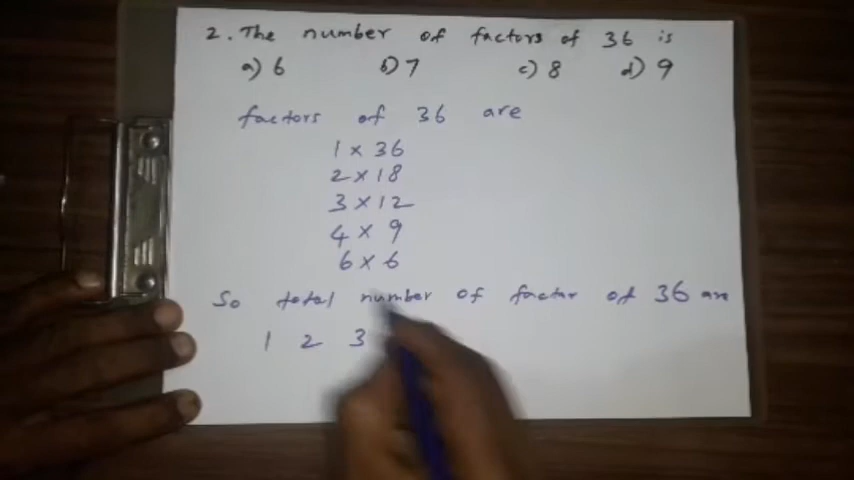 2. The number of factors of 36 is
a) 6 b) 7 c) 8 d) 9
factors of 36 are
1 × 36
2 × 18
3 × 12
4 × 9
6 × 6
So total number of factor of 36 are
1 2 3